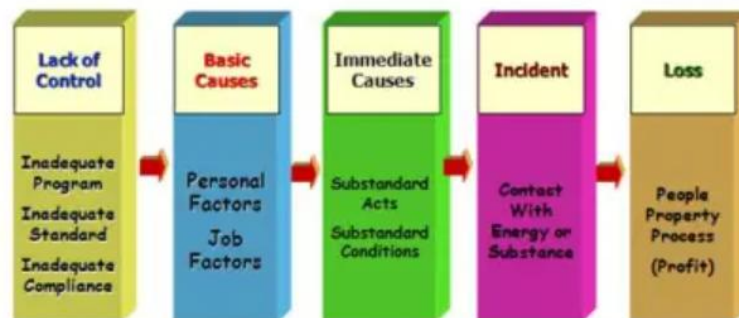 Lack of
Control
Inadequate
Program
Inadequate
Standard
Inadequate
Compliance
Basic
Causes
Personal
Factors
Job
Factors
Immediate
Causes
Substandard
Acts
Substandard
Conditions
Incident
Contact
With
Energy or
Substance
Loss
People
Property
Process
(Profit)